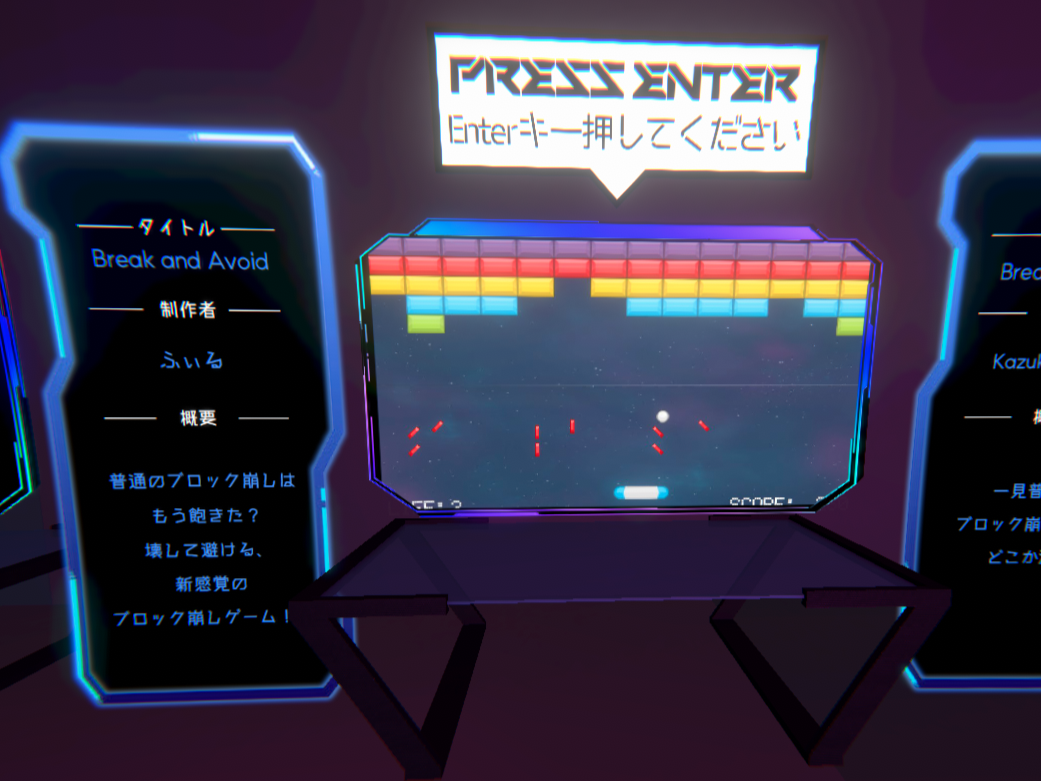 PRESS ENTER
Enterキー押してください
タイトル
Break and Avoid
制作者
ふぃる
概要
普通のブロック崩しは
もう飽きた？
壊して避ける、
新感覚の
ブロック崩しゲーム！
SCORE:
一見普
ブロック崩
どこか